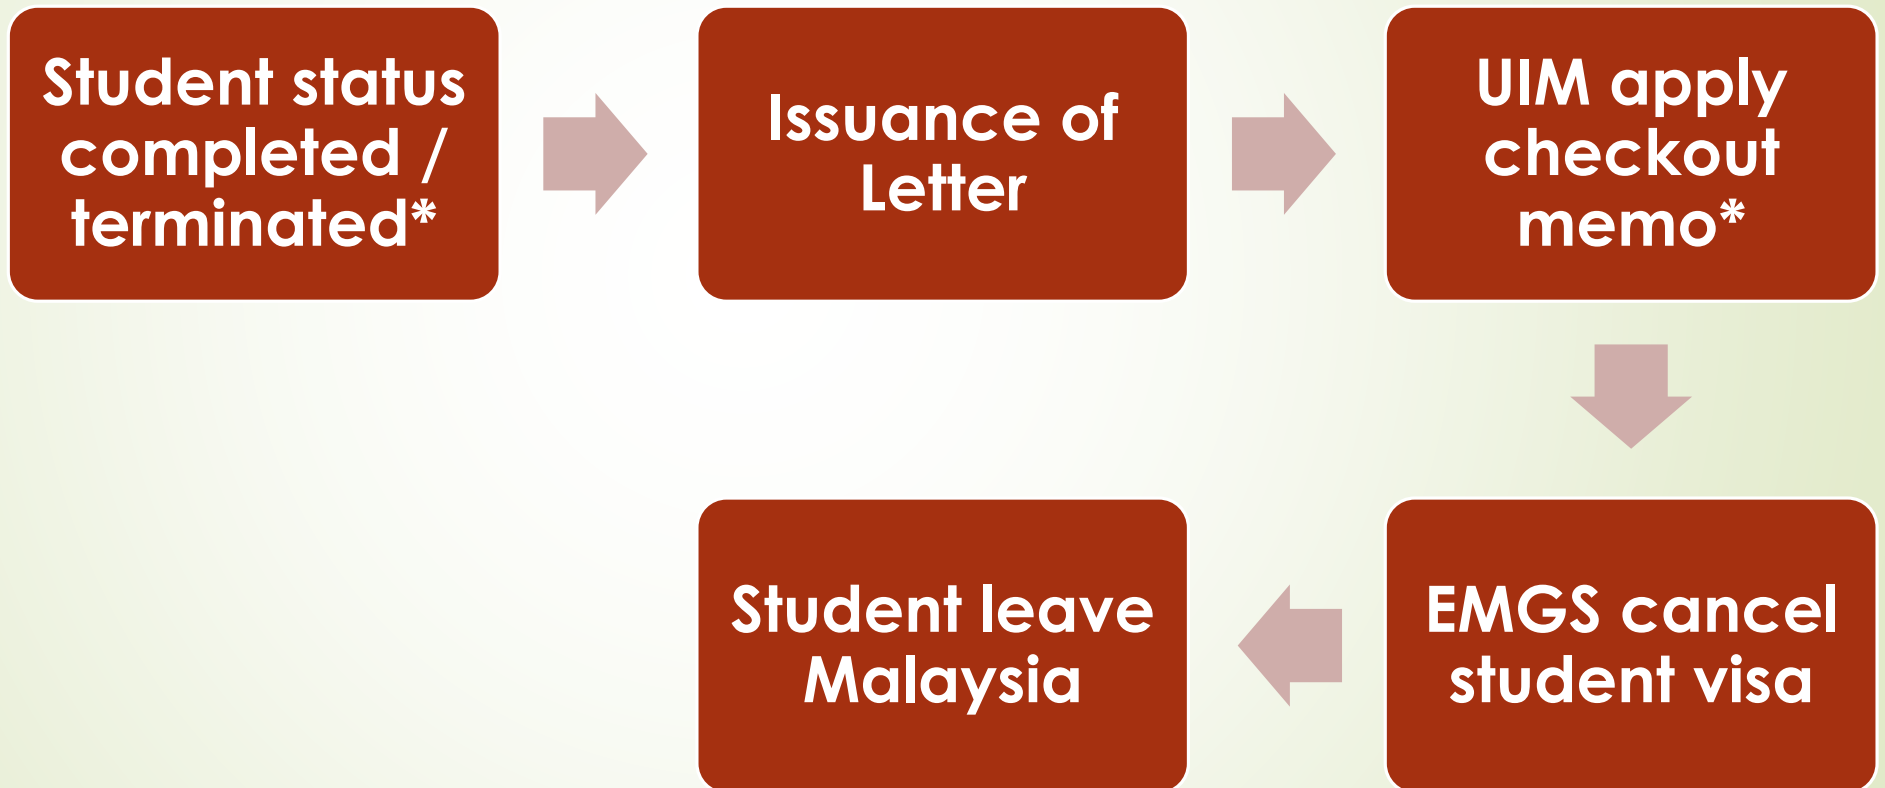 Student status
completed /
terminated*
Issuance of
Letter
UIM apply
checkout
memo*
EMGS cancel
student visa
Student leave
Malaysia